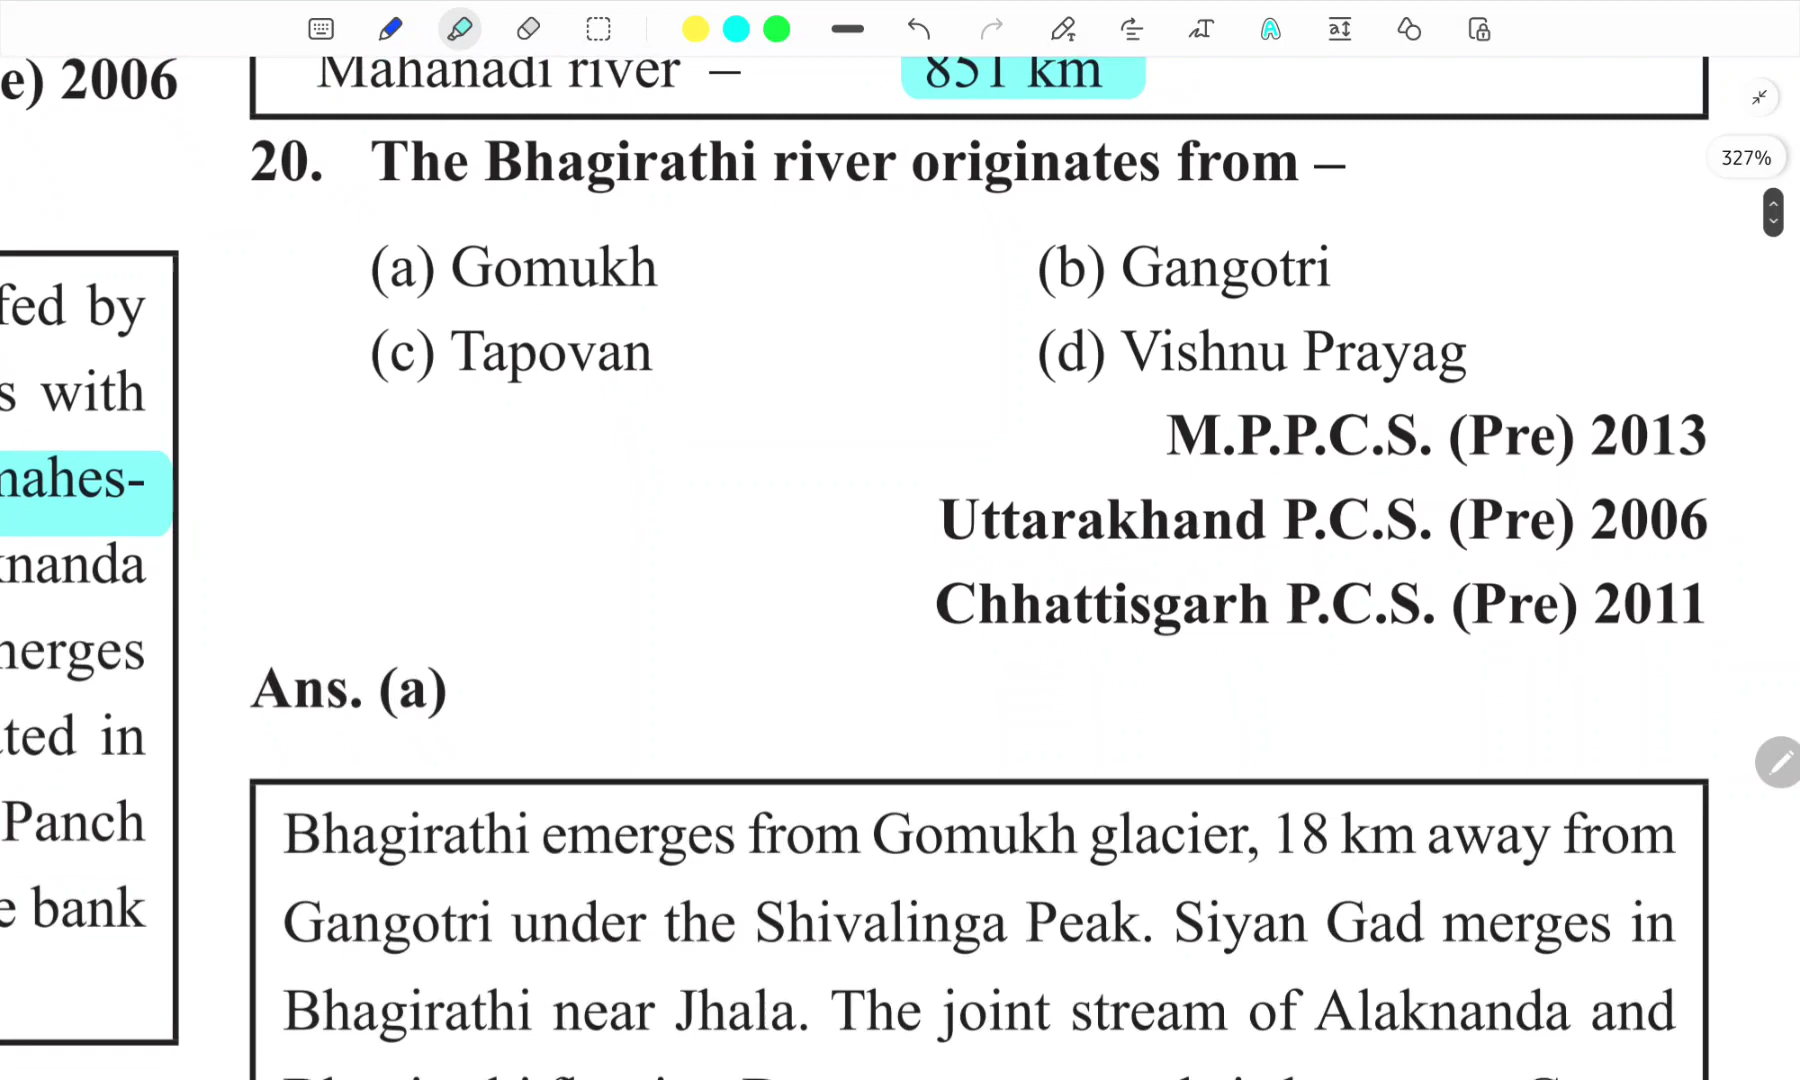 e) 2006
fed by
s with
mahes-
nanda
erges
ted in
Panch
e bank
Mahanadi river – 851 km
20. The Bhagirathi river originates from –
(a) Gomukh (b) Gangotri
(c) Tapovan (d) Vishnu Prayag
M.P.P.C.S. (Pre) 2013
Uttarakhand P.C.S. (Pre) 2006
Chhattisgarh P.C.S. (Pre) 2011
Ans. (a)
Bhagirathi emerges from Gomukh glacier, 18 km away from
Gangotri under the Shivalinga Peak. Siyan Gad merges in
Bhagirathi near Jhala. The joint stream of Alaknanda and
327%